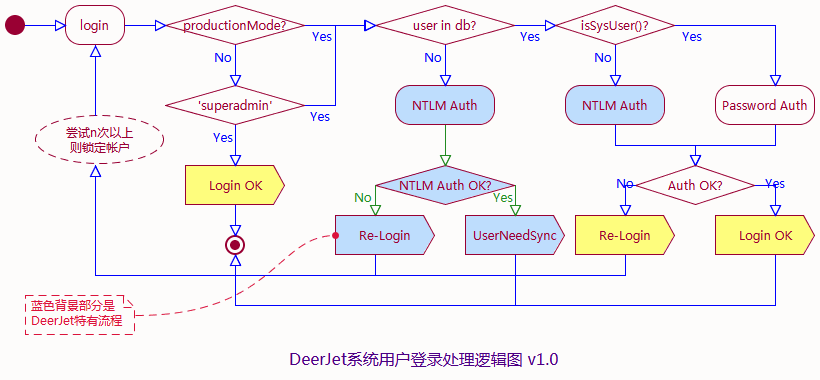 login
productionMode?
Yes
user in db?
Yes
isSysUser()?
Yes
No
No
No
'superadmin'
Yes
NTLM Auth
NTLM Auth
Password Auth
尝试n次以上
则锁定帐户
Yes
Login OK
NTLM Auth OK?
No
Yes
No
Auth OK?
Yes
Re-Login
UserNeedSync
Re-Login
Login OK
蓝色背景部分是
DeerJet特有流程
DeerJet系统用户登录处理逻辑图 v1.0